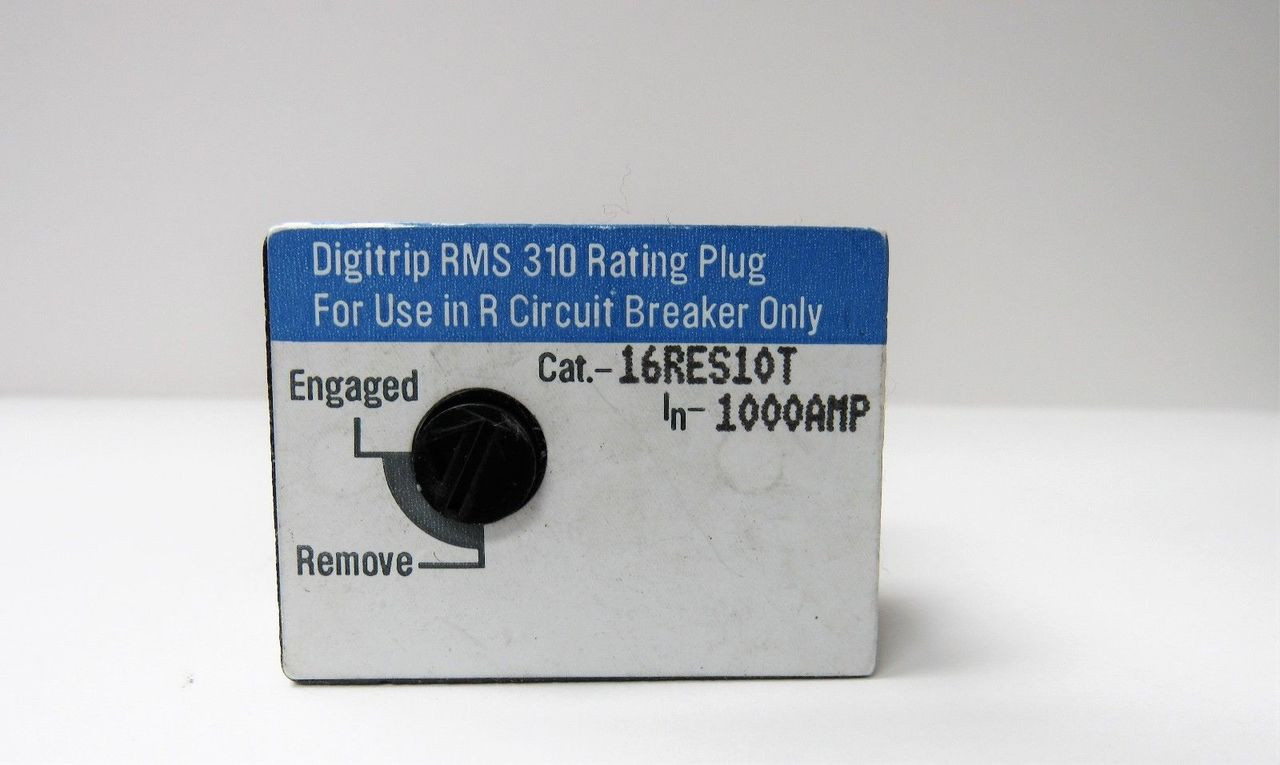 Digitrip RMS 310 Rating Plug
For Use in R Circuit Breaker Only
Cat.-16RES10T
Engaged
In- 1000AMP
Remove